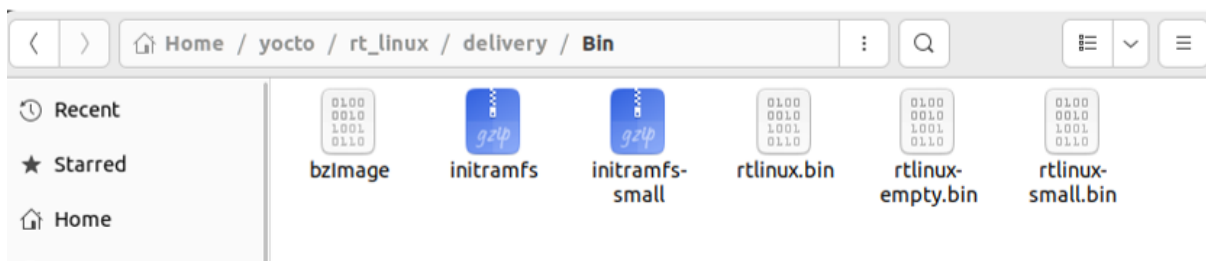 Home / yocto / rt_linux / delivery / Bin
Recent
Starred
Home
0100
0010
1001
0110
bzImage
gzip
initramfs
gzip
initramfs-
small
0100
0010
1001
0110
rtlinux.bin
0100
0010
1001
0110
rtlinux-
empty.bin
0100
0010
1001
0110
rtlinux-
small.bin